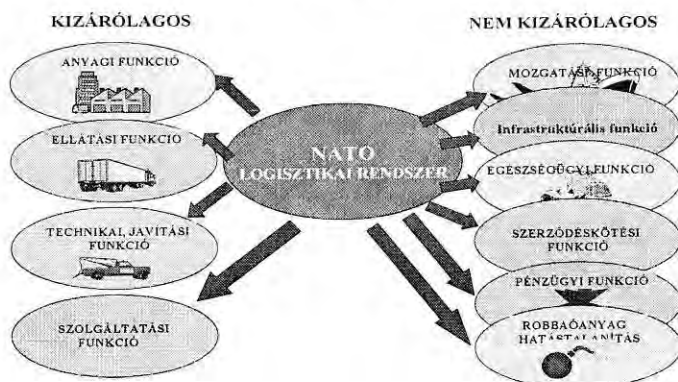 KIZÁRÓLAGOS
ANYAGI FUNKCIÓ
ELLÁTÁSI FUNKCIÓ
TECHNIKAI, JAVÍTÁSI
FUNKCIÓ
SZOLGÁLTATÁSI
FUNKCIÓ
NATO
LOGISZTIKAI RENDSZER
NEM KIZÁRÓLAGOS
MOZGATÁSI FUNKCIÓ
Infrastruktúrális funkció
EGÉSZSÉGÜGYI FUNKCIÓ
SZERZŐDÉSKÖTÉSI
FUNKCIÓ
PÉNZÜGYI FUNKCIÓ
ROBBAÓANYAG
HATÁSTALANÍTÁS